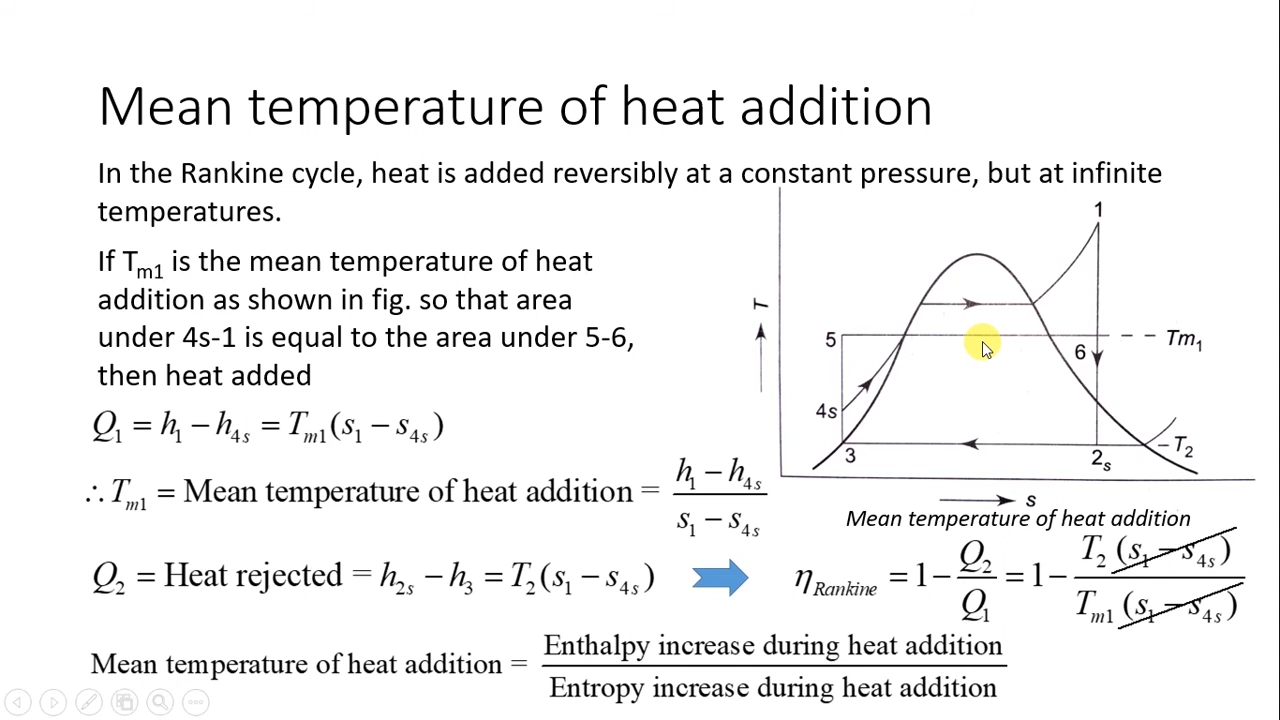 Mean temperature of heat addition
In the Rankine cycle, heat is added reversibly at a constant pressure, but at infinite
temperatures.
If Tm1 is the mean temperature of heat
addition as shown in fig. so that area
under 4s-1 is equal to the area under 5-6,
then heat added
Q1 = h1 − h4s = Tm1(s1 − s4s)
∴ Tm1 = Mean temperature of heat addition = (h1 − h4s) / (s1 − s4s)
Q2 = Heat rejected = h2s − h3 = T2(s1 − s4s)
Mean temperature of heat addition = Enthalpy increase during heat addition / Entropy increase during heat addition
1
T
5
Tm1
6
4s
3
2s
T2
s
Mean temperature of heat addition
ηRankine = 1 − Q2 / Q1 = 1 − T2 (s1 − s4s) / Tm1 (s1 − s4s)